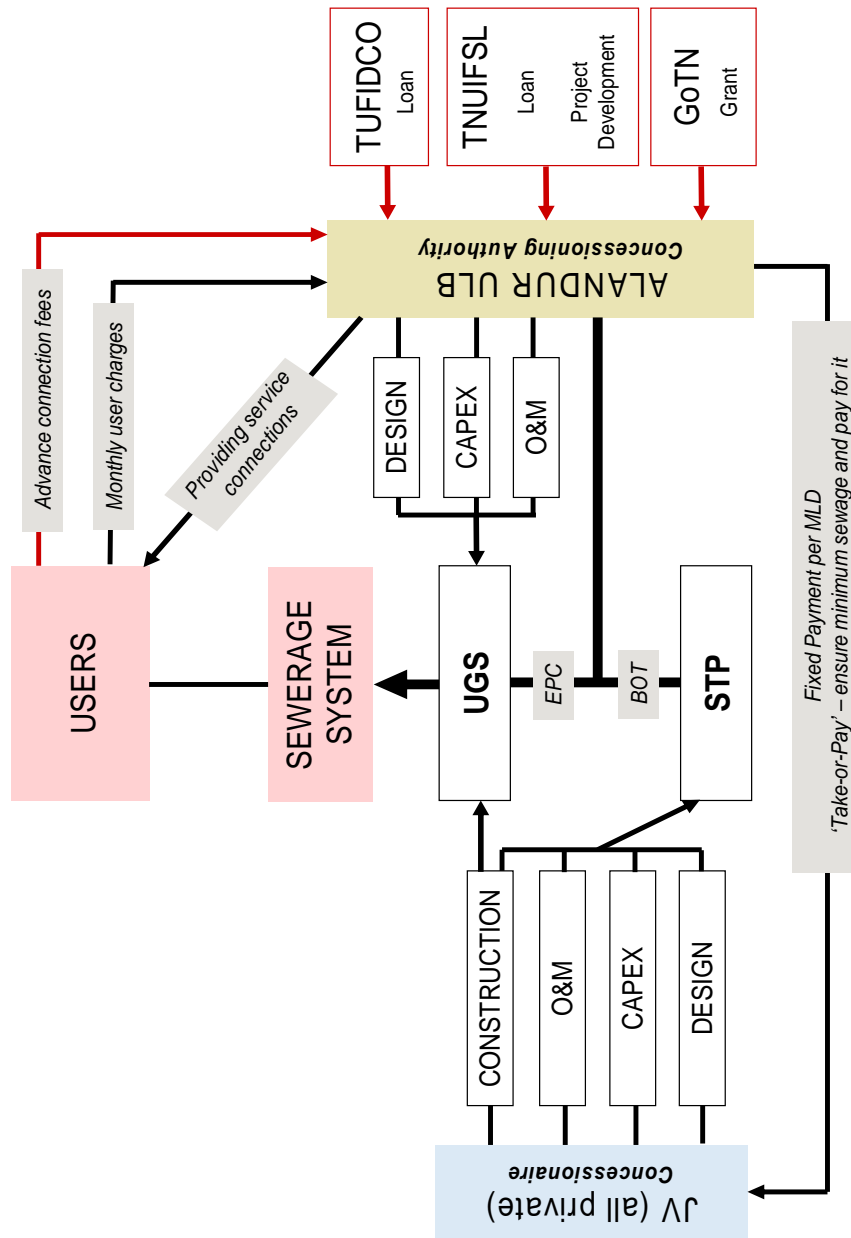 USERS
Advance connection fees
Monthly user charges
Providing service
connections
SEWERAGE
SYSTEM
TUFIDCO
Loan
TNUIFSL
Loan
Project
Development
GoTN
Grant
ALANDUR ULB
Concessioning Authority
DESIGN
CAPEX
O&M
UGS
EPC
BOT
STP
CONSTRUCTION
O&M
CAPEX
DESIGN
JV (all private)
Concessionaire
Fixed Payment per MLD
'Take-or-Pay' – ensure minimum sewage and pay for it